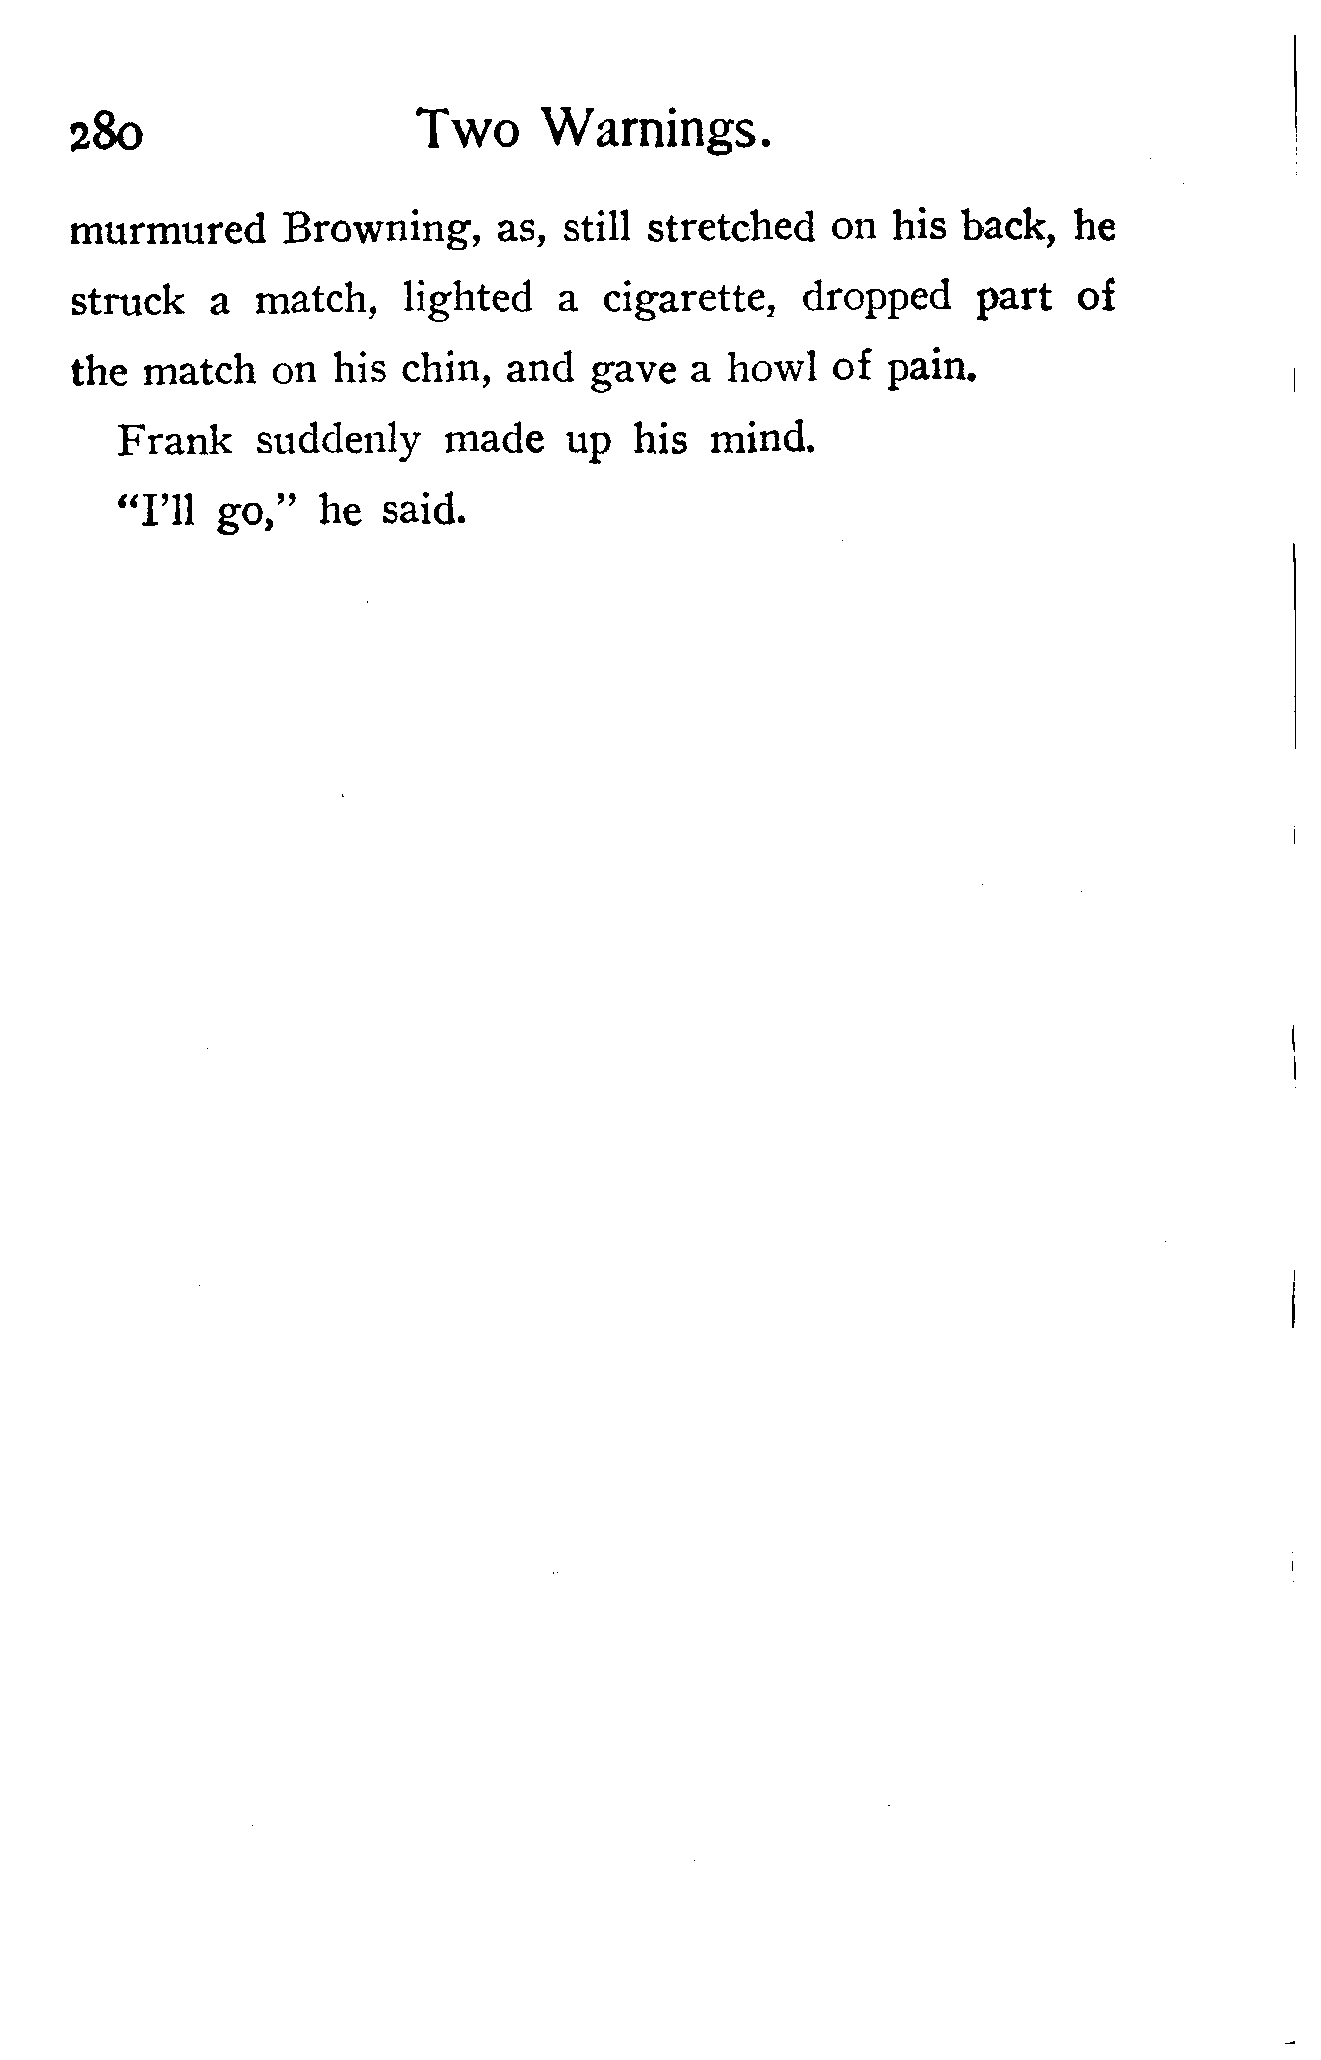 280 Two Warnings.
murmured Browning, as, still stretched on his back, he
struck a match, lighted a cigarette, dropped part of
the match on his chin, and gave a howl of pain.
Frank suddenly made up his mind.
“I’ll go,” he said.